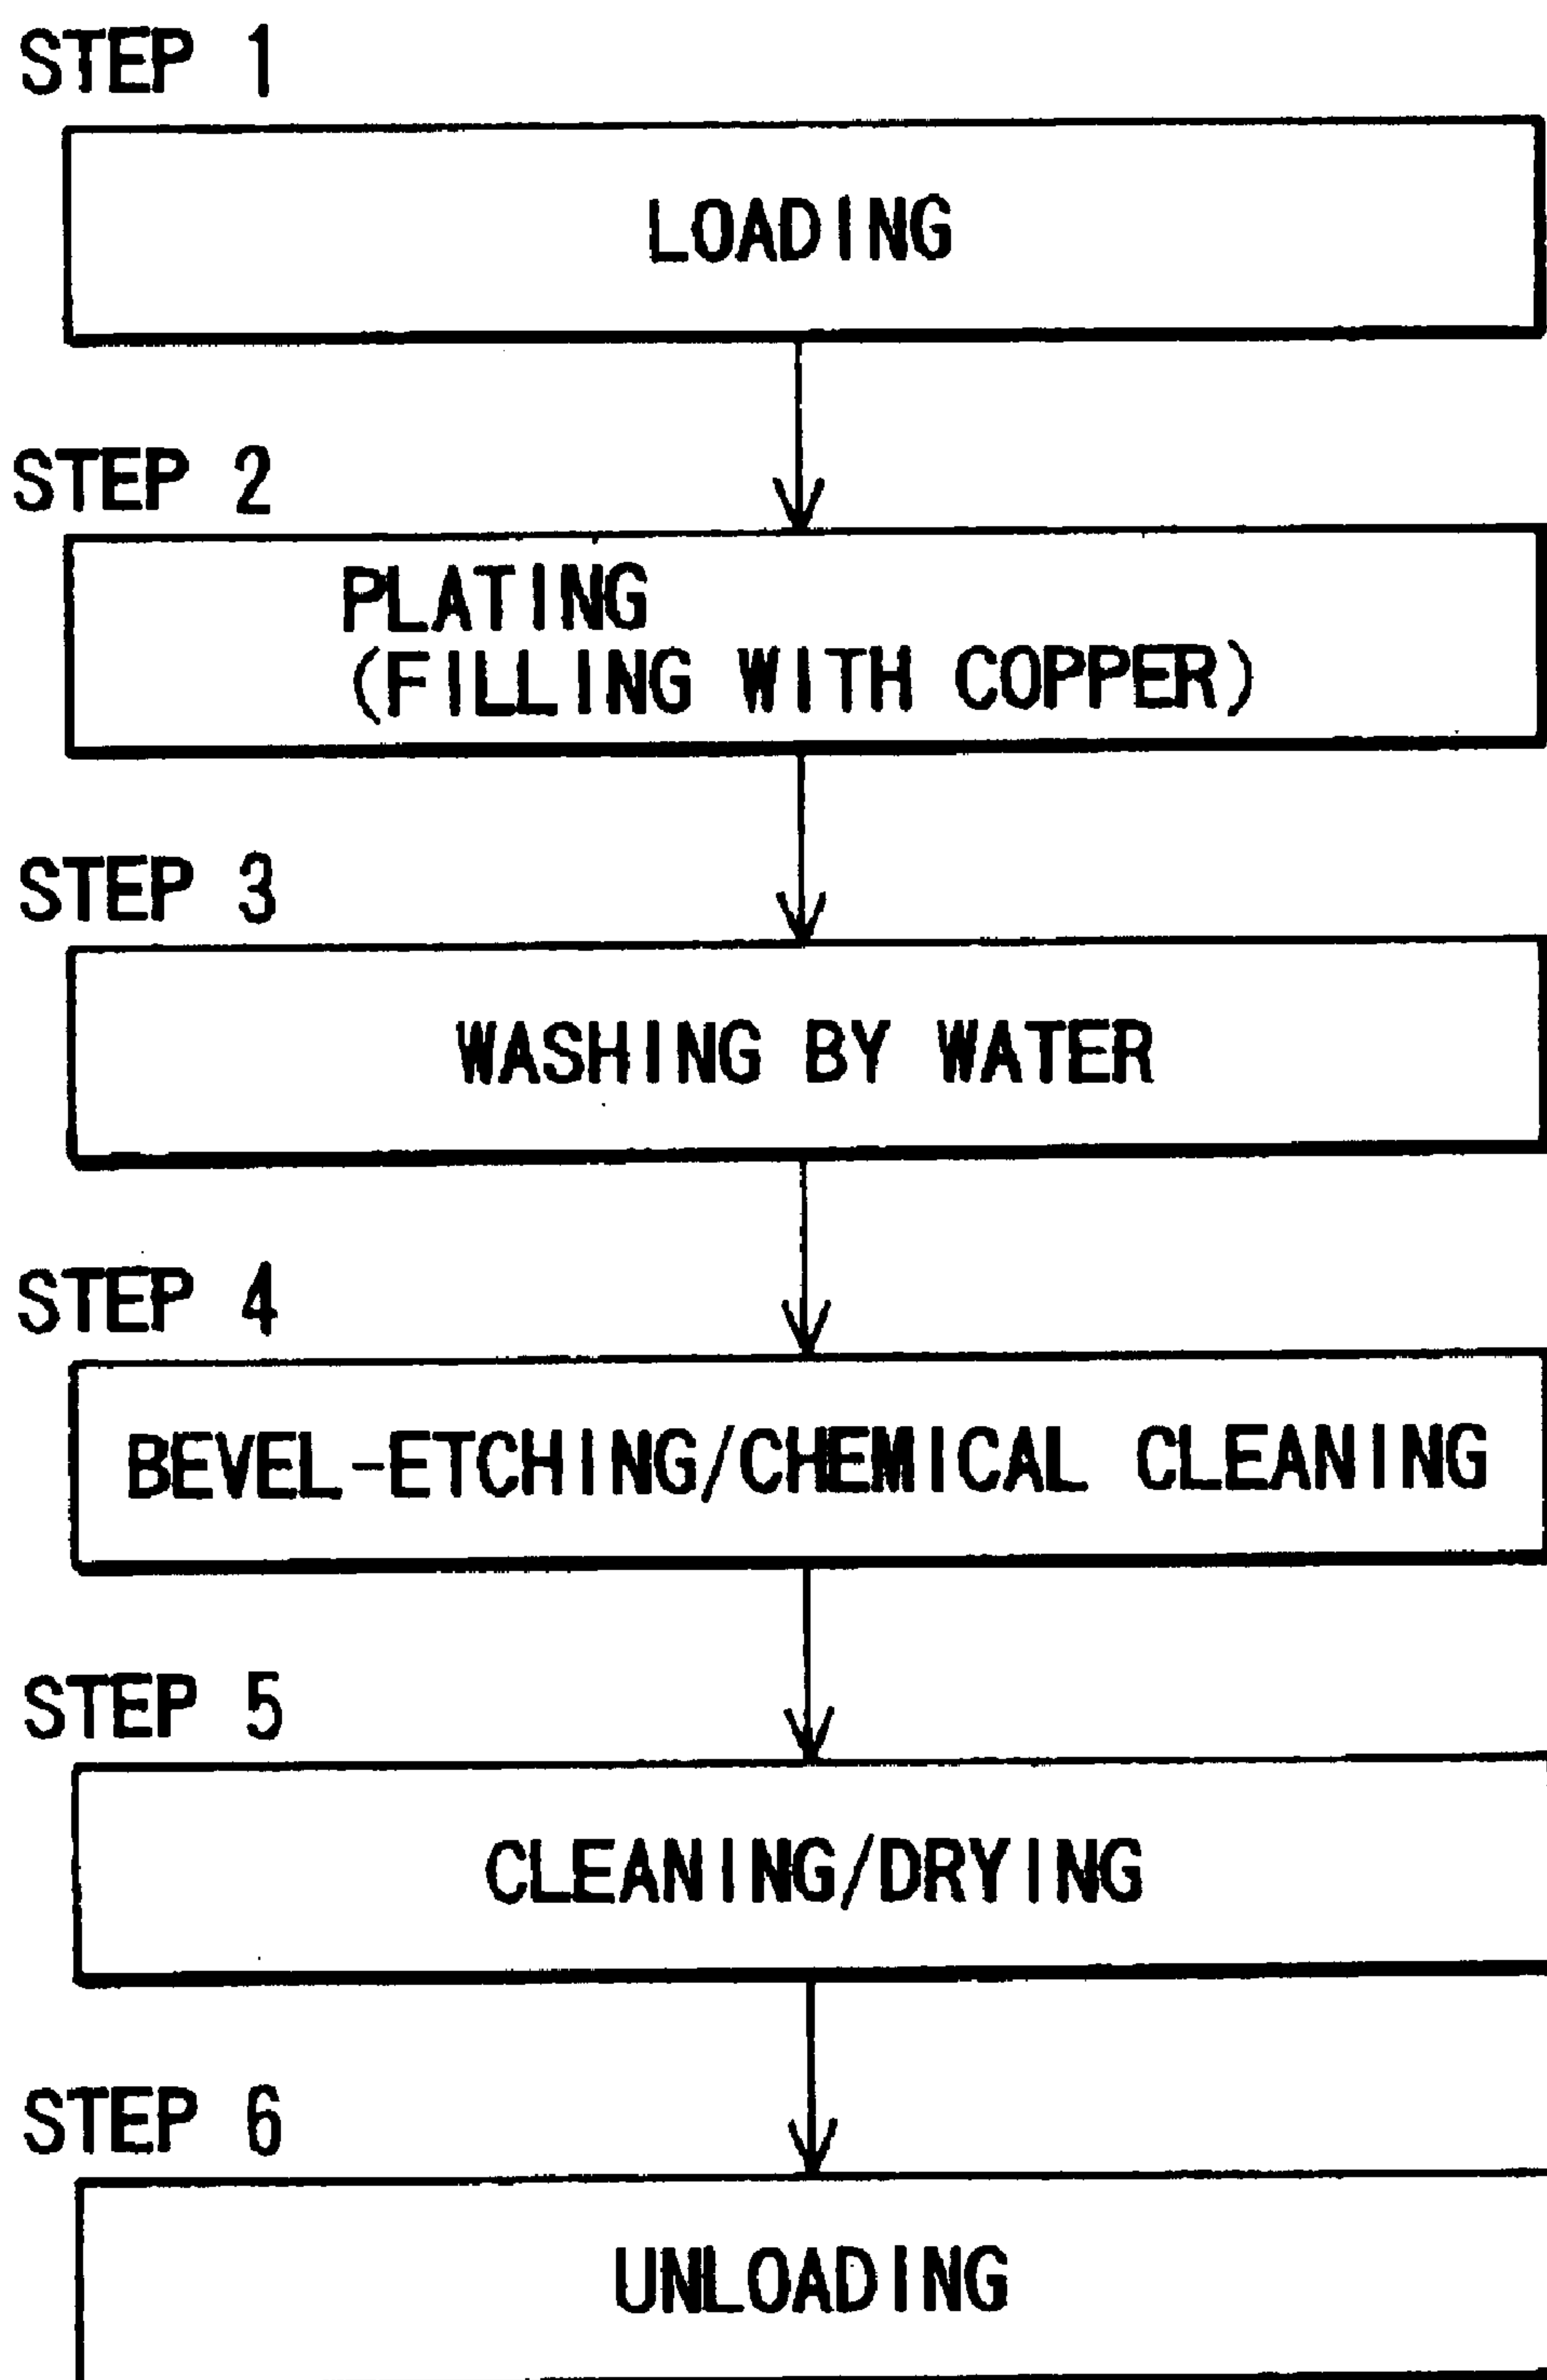 STEP 1
LOADING
STEP 2
PLATING
(FILLING WITH COPPER)
STEP 3
WASHING BY WATER
STEP 4
BEVEL-ETCHING/CHEMICAL CLEANING
STEP 5
CLEANING/DRYING
STEP 6
UNLOADING